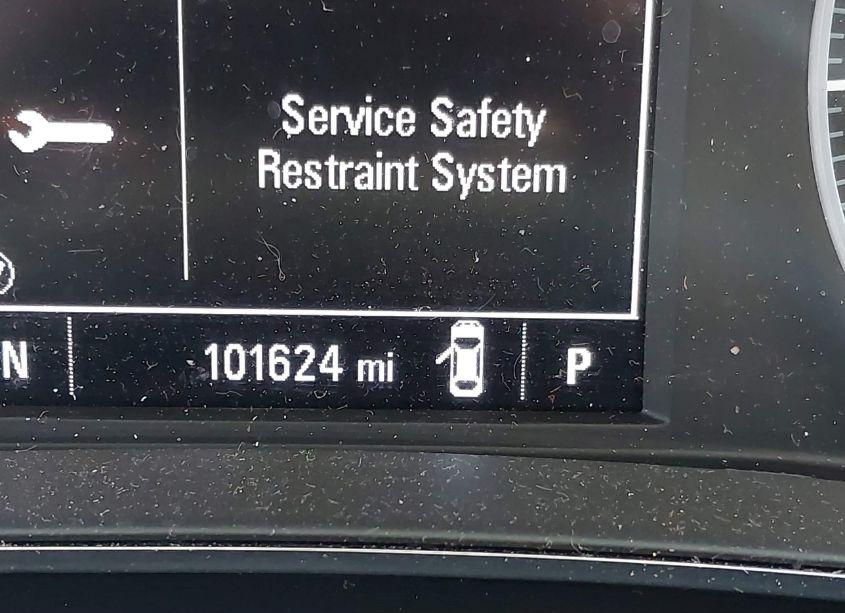 Service Safety
Restraint System
N
101624 mi
P